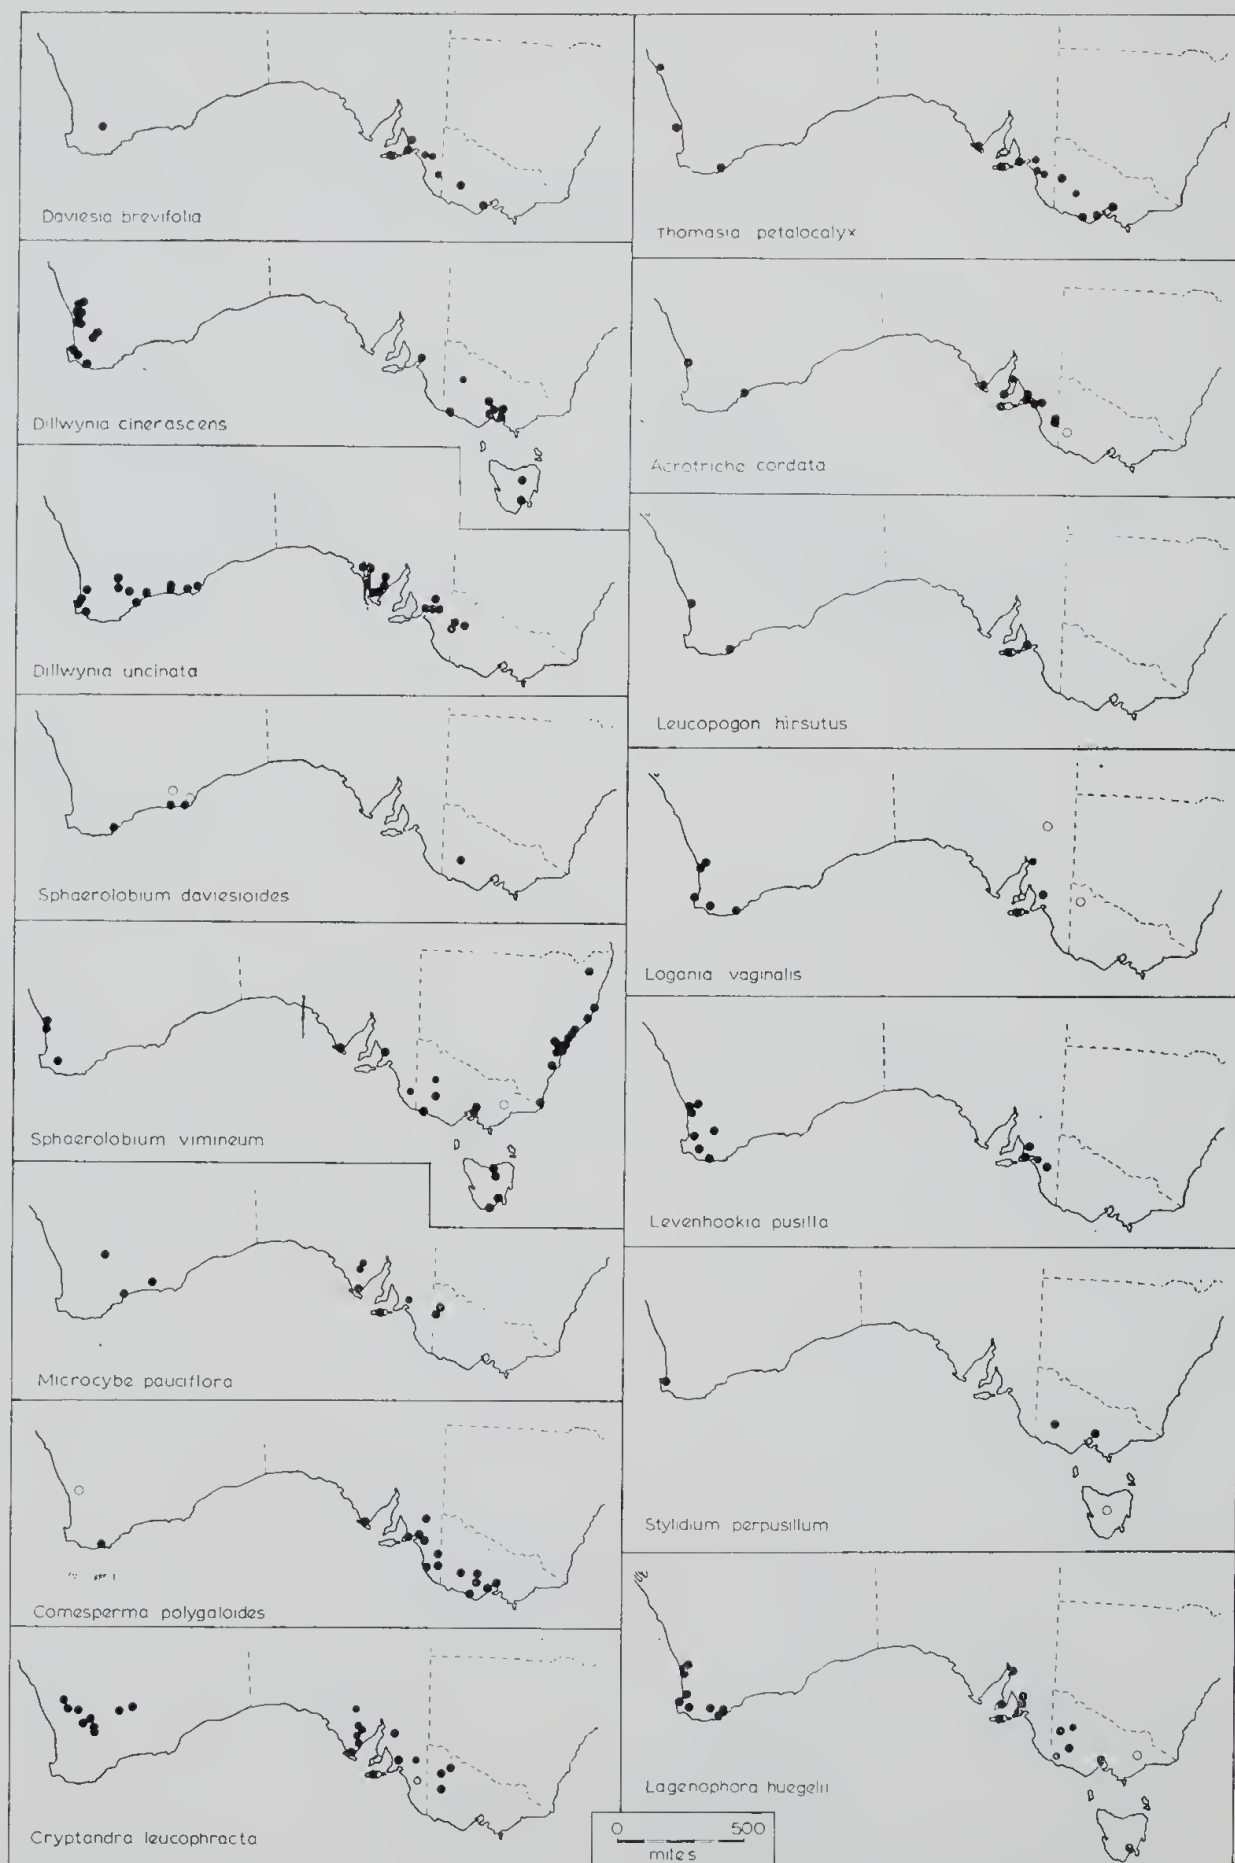 Daviesia brevifolia
Dillwynia cinerascens
Dillwynia uncinata
Sphaerolobium daviesioides
Sphaerolobium vimineum
Microcybe pauciflora
Comesperma polygaloides
Cryptandra leucophracta
Thomasia petalocalyx
Acrotriche cordata
Leucopogon hirsutus
Logania vaginalis
Levenhookia pusilla
Stylidium perpusillum
Lagenophora huegelii
0 500
miles